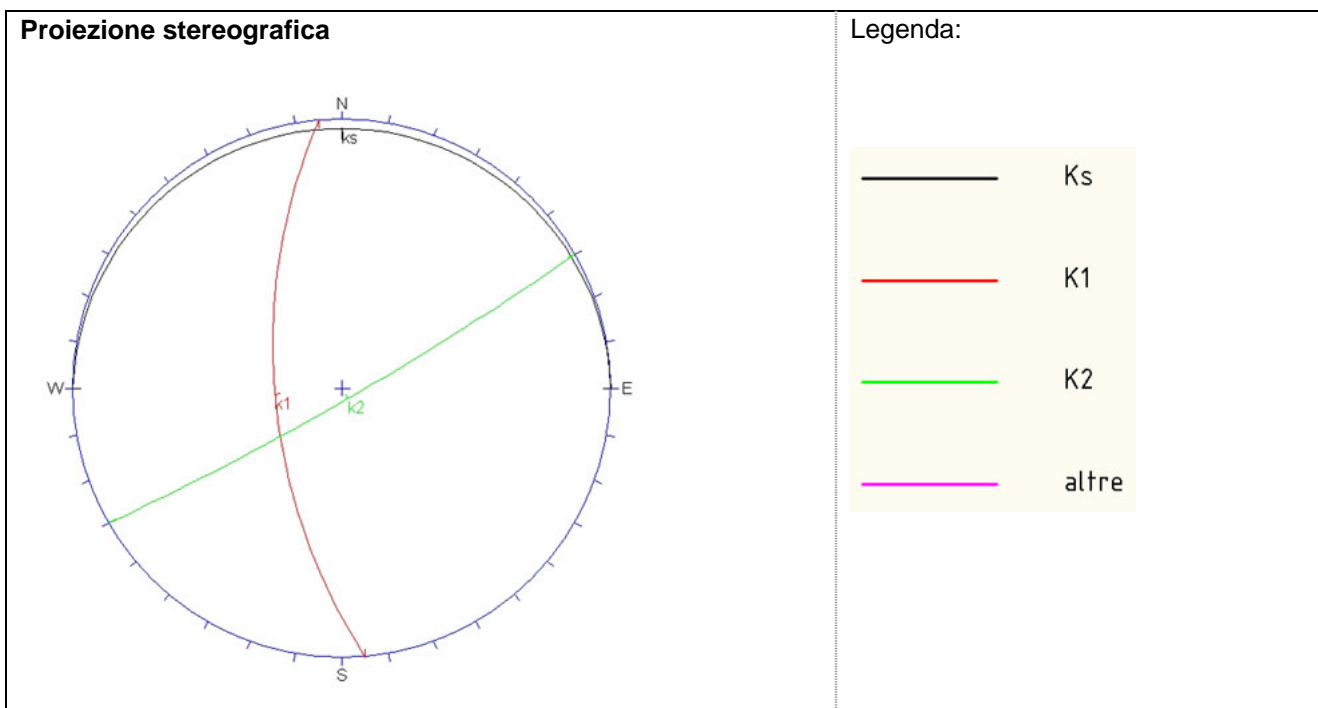 Proiezione stereografica
Legenda:
N
ks
W
E
k1
k2
S
Ks
K1
K2
altre